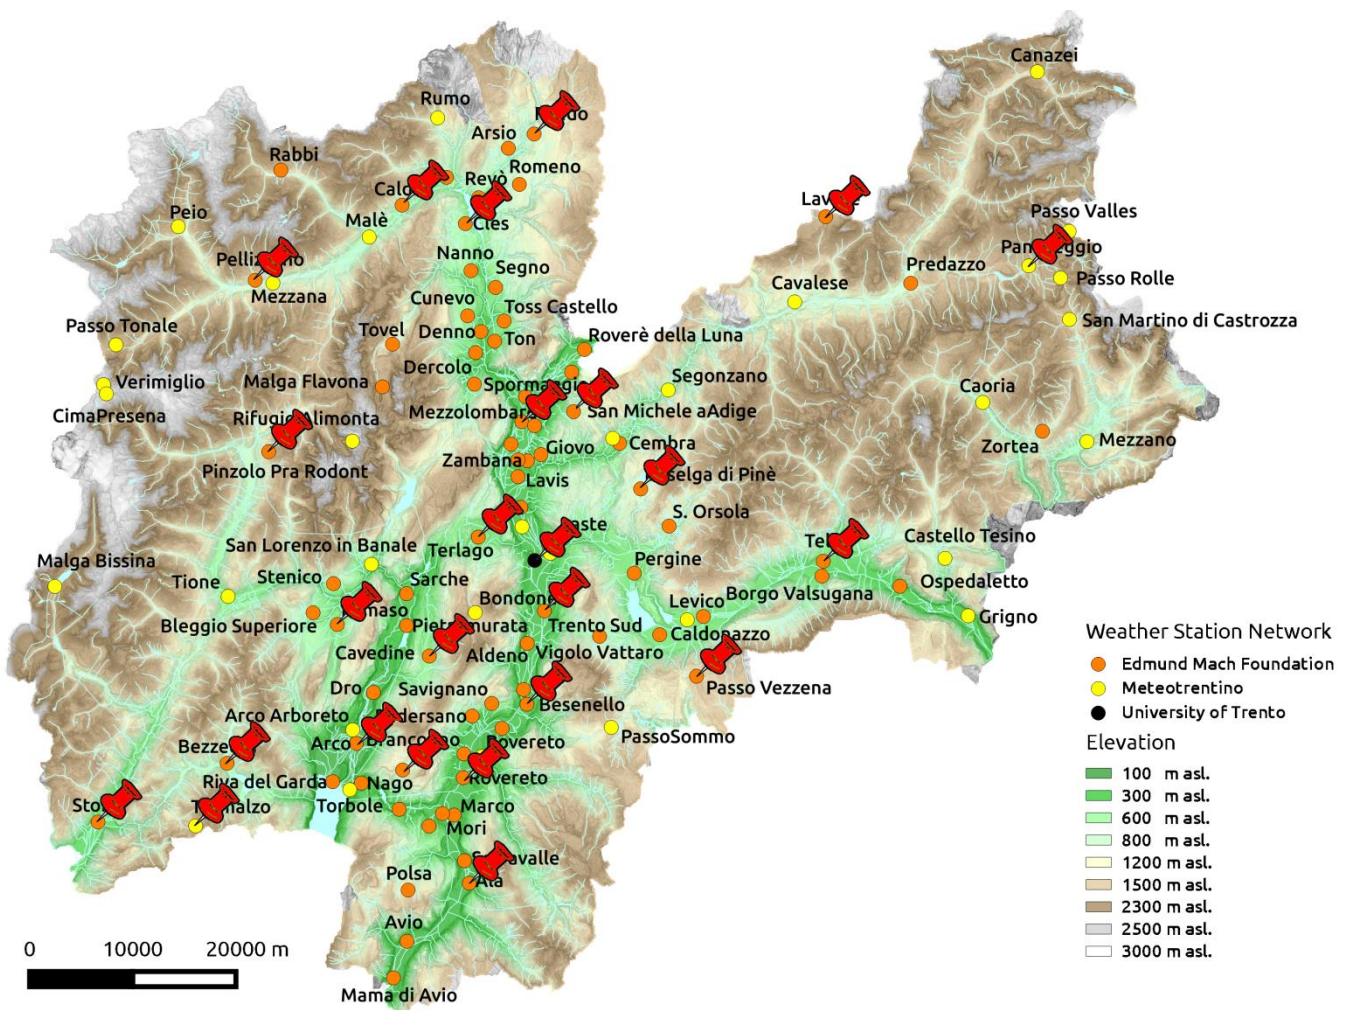 Canazei
Rumo
Arsio
Rabbi
Romeno
Revò
Peio
Malè
Cles
Passo Valles
Nanno
Segno
Predazzo
Passo Rolle
Mezzana
Cavalese
Cunevo
Toss Castello
Passo Tonale
Tovel
Denno
Ton
Roverè della Luna
San Martino di Castrozza
Dercolo
Segonzano
Verimiglio
Malga Flavona
Caoria
CimaPresena
Rifugio Alimonta
San Michele aAdige
Cembra
Zortea
Mezzano
Giovo
Zambana
Pinzolo Pra Rodont
Lavis
S. Orsola
Terlago
San Lorenzo in Banale
Castello Tesino
Malga Bissina
Tione
Stenico
Sarche
Pergine
Ospedaletto
Borgo Valsugana
Bondone
Levico
Grigno
Bleggio Superiore
Trento Sud
Caldonazzo
Cavedine
Aldeno
Vigolo Vattaro
Dro
Savignano
Passo Vezzena
Besenello
Arco Arboreto
PassoSommo
Arco
Rovereto
Riva del Garda
Nago
Rovereto
Torbole
Marco
Mori
Polsa
Ala
Avio
Mama di Avio
0 10000 20000 m
Weather Station Network
Edmund Mach Foundation
Meteotrentino
University of Trento
Elevation
100 m asl.
300 m asl.
600 m asl.
800 m asl.
1200 m asl.
1500 m asl.
2300 m asl.
2500 m asl.
3000 m asl.